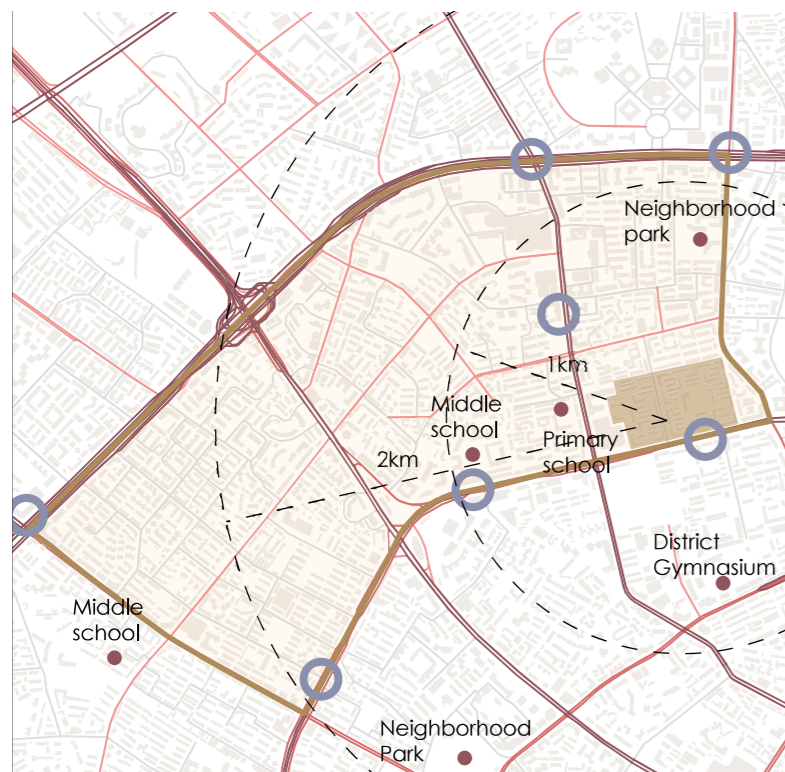 Neighborhood
park
1km
Middle
school
Primary
school
2km
District
Gymnasium
Middle
school
Neighborhood
Park